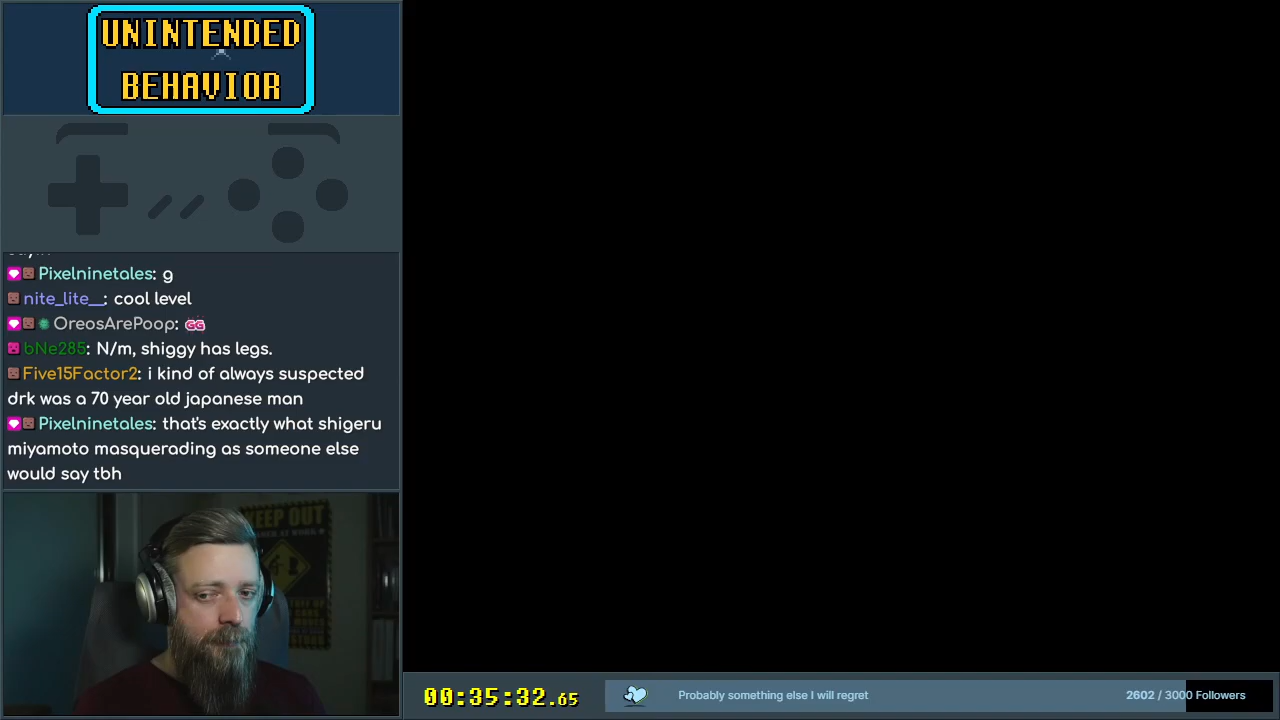 UNINTENDED
BEHAVIOR
Pixelninetales: g
nite_lite__: cool level
OreosArePoop: GG
bNe285: N/m, shiggy has legs.
Five15Factor2: i kind of always suspected
drk was a 70 year old japanese man
Pixelninetales: that's exactly what shigeru
miyamoto masquerading as someone else
would say tbh
KEEP OUT
00:35:32.65
Probably something else I will regret
2602 / 3000 Followers